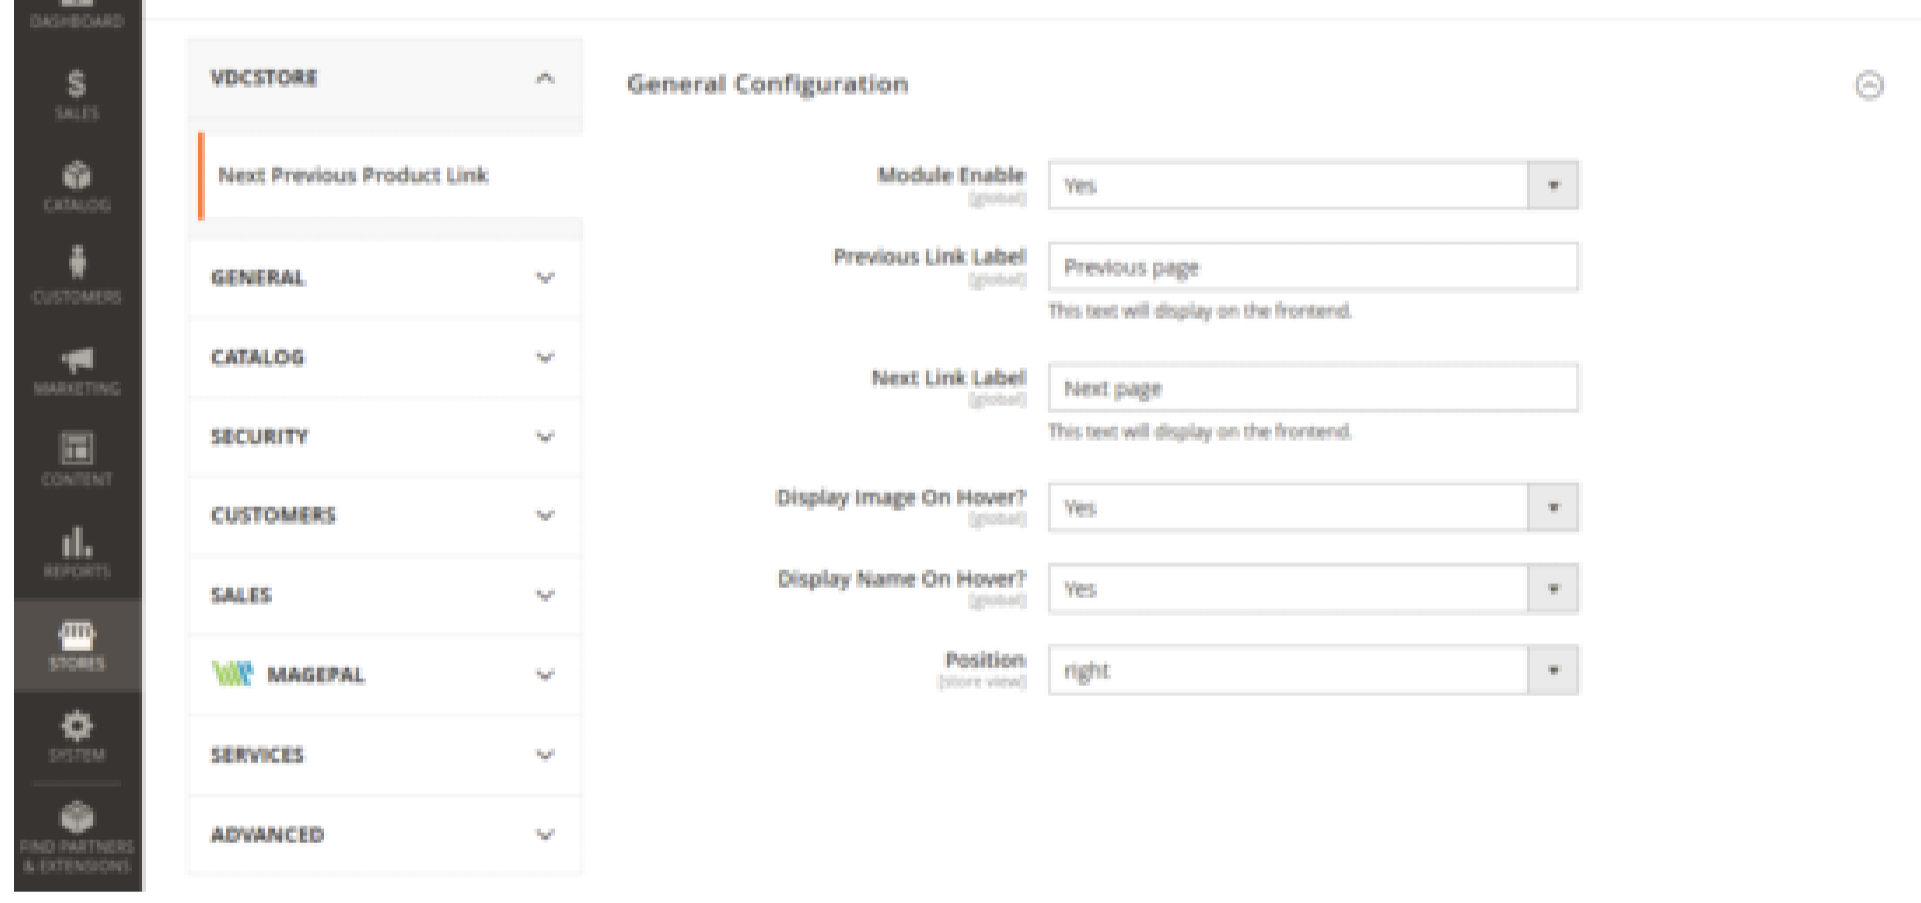 DASHBOARD
SALES
CATALOG
CUSTOMERS
MARKETING
CONTENT
REPORTS
STORES
SYSTEM
FIND PARTNERS
& EXTENSIONS
VDCSTORE
Next Previous Product Link
GENERAL
CATALOG
SECURITY
CUSTOMERS
SALES
MAGEPAL
SERVICES
ADVANCED
General Configuration
Module Enable
[global]
Yes
Previous Link Label
[global]
Previous page
This text will display on the frontend.
Next Link Label
[global]
Next page
This text will display on the frontend.
Display Image On Hover?
[global]
Yes
Display Name On Hover?
[global]
Yes
Position
[store view]
right